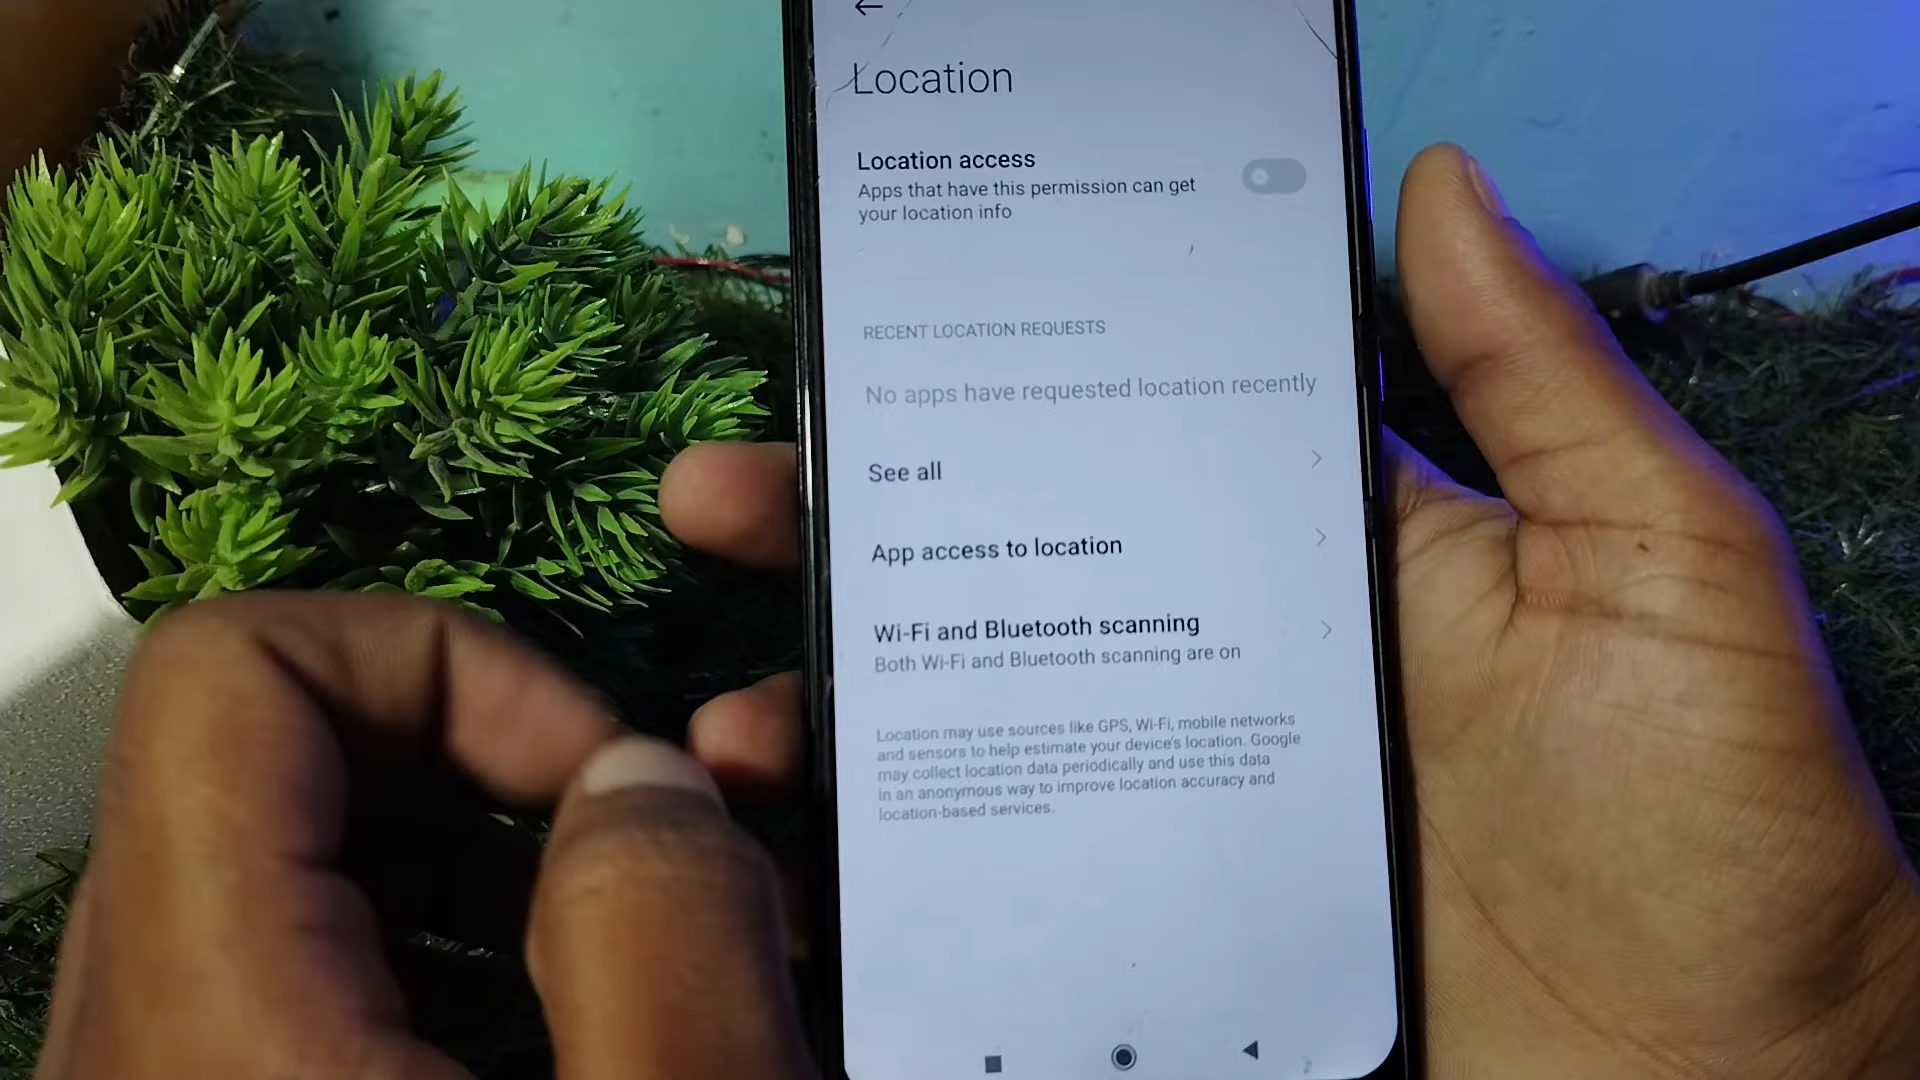 Location
Location access
Apps that have this permission can get
your location info
RECENT LOCATION REQUESTS
No apps have requested location recently
See all
App access to location
Wi-Fi and Bluetooth scanning
Both Wi-Fi and Bluetooth scanning are on
Location may use sources like GPS, Wi-Fi, mobile networks
and sensors to help estimate your device's location. Google
may collect location data periodically and use this data
in an anonymous way to improve location accuracy and
location-based services.